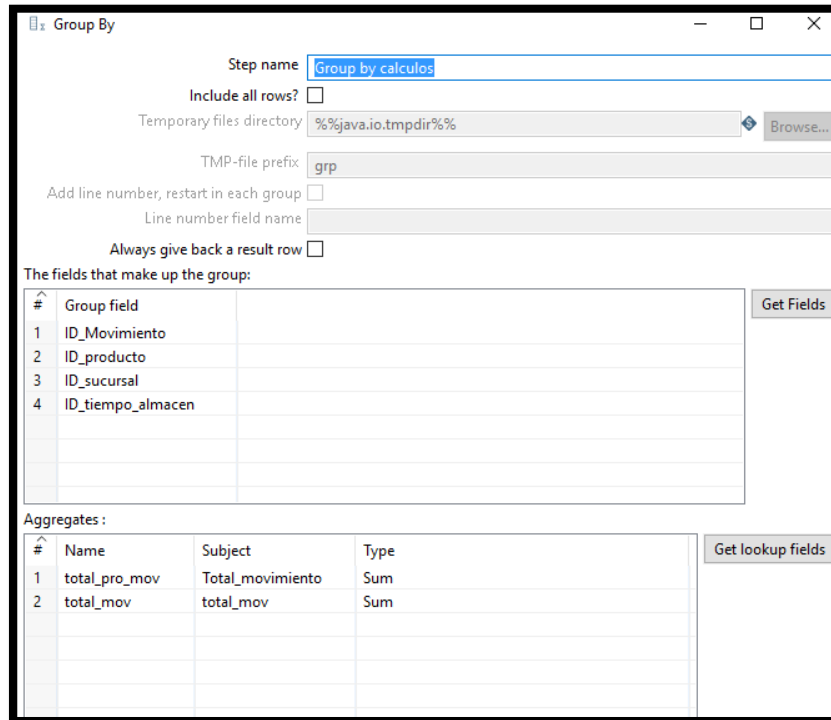 Group By
Step name Group by calculos
Include all rows?
Temporary files directory %%java.io.tmpdir%% Browse...
TMP-file prefix grp
Add line number, restart in each group
Line number field name
Always give back a result row
The fields that make up the group:
# Group field Get Fields
1 ID_Movimiento
2 ID_producto
3 ID_sucursal
4 ID_tiempo_almacen
Aggregates :
# Name Subject Type Get lookup fields
1 total_pro_mov Total_movimiento Sum
2 total_mov total_mov Sum